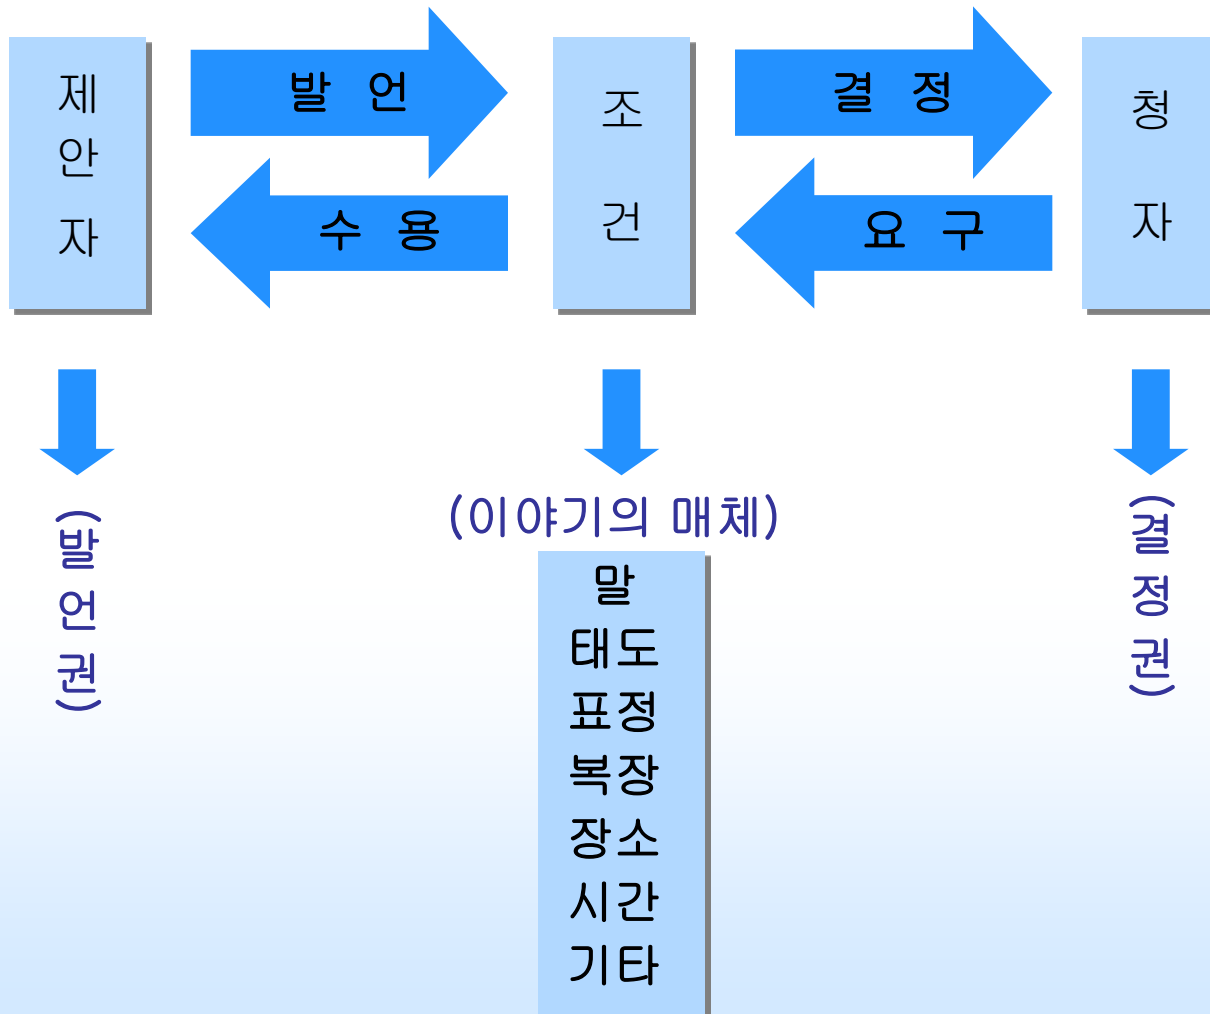 제안자
발 언
수 용
조건
결 정
요 구
청자
(발언권)
(이야기의 매체)
말
태도
표정
복장
장소
시간
기타
(결정권)